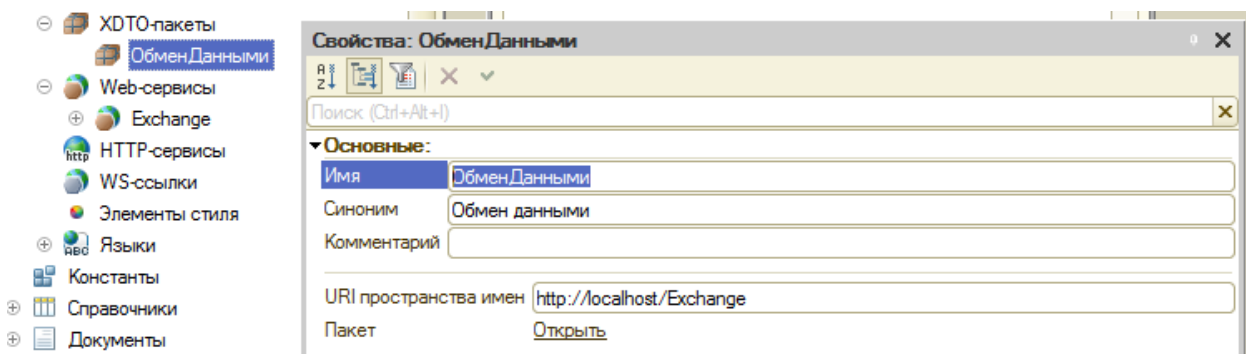 XDTO-пакеты
ОбменДанными
Web-сервисы
Exchange
HTTP-сервисы
WS-ссылки
Элементы стиля
Языки
Константы
Справочники
Документы
Свойства: ОбменДанными
Поиск (Ctrl+Alt+I)
Основные:
Имя ОбменДанными
Синоним Обмен данными
Комментарий
URI пространства имен http://localhost/Exchange
Пакет Открыть